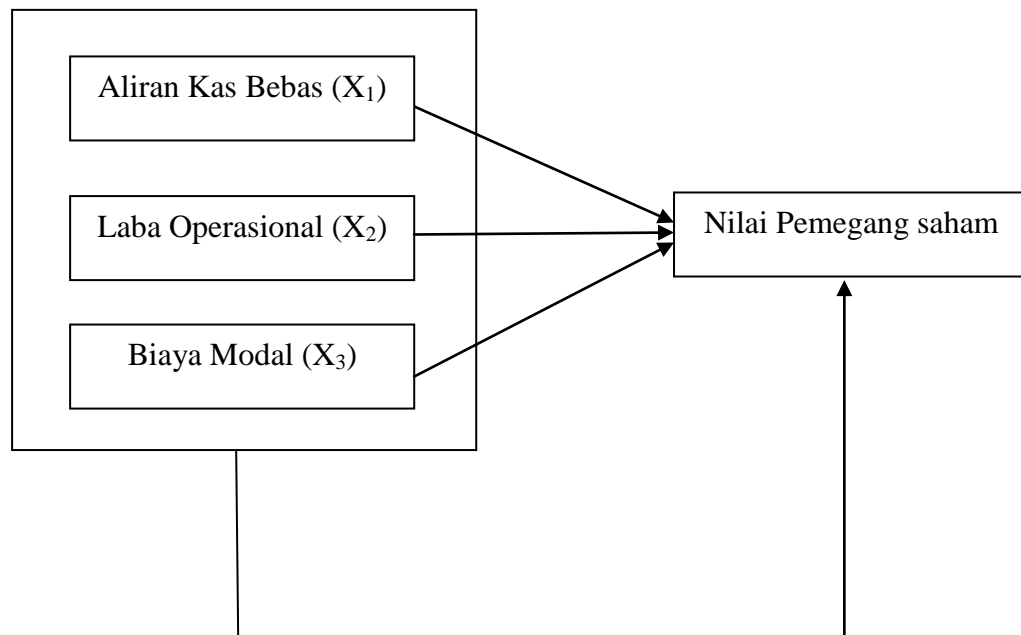 Aliran Kas Bebas (X₁)
Laba Operasional (X₂)
Nilai Pemegang saham
Biaya Modal (X₃)